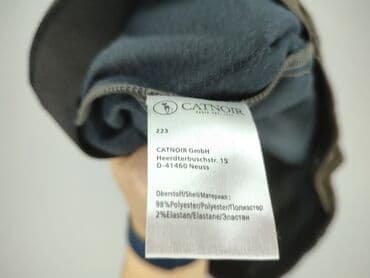 CATNOIR
223
CATNOIR GmbH
Heerdterbuschstr. 15
D-41460 Neuss
Oberstoff/Shell/Материал :
98%Polyester/Polyester/Полиэстер
2%Elastan/Elastane/Эластан